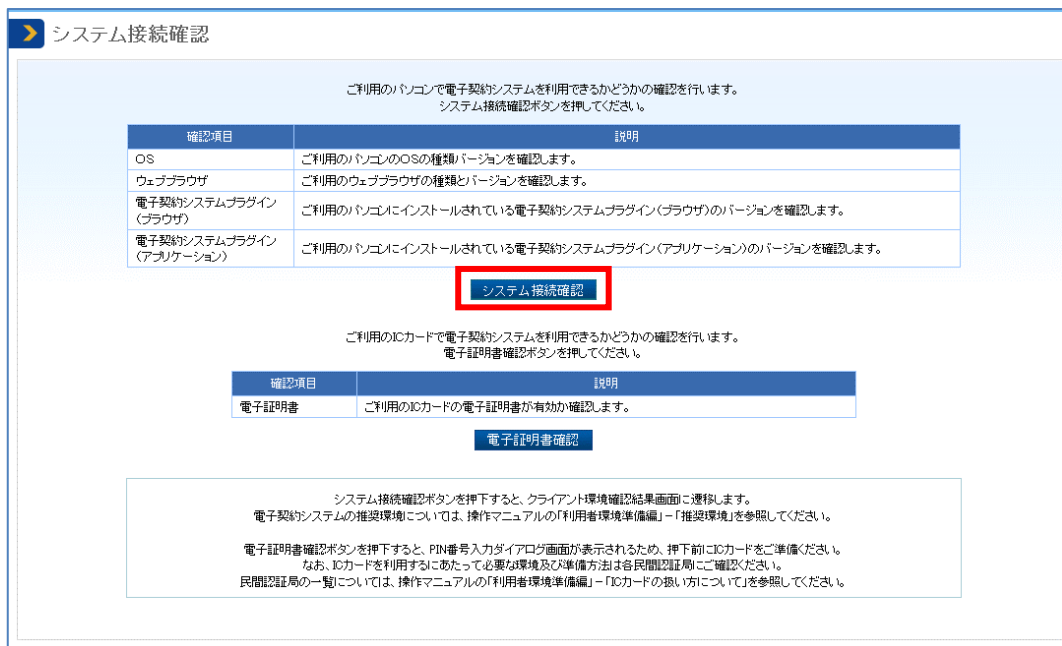 システム接続確認
ご利用のパソコンで電子契約システムを利用できるかどうかの確認を行います。
システム接続確認ボタンを押してください。
確認項目 説明
OS ご利用のパソコンのOSの種類バージョンを確認します。
ウェブブラウザ ご利用のウェブブラウザの種類とバージョンを確認します。
電子契約システムプラグイン
(ブラウザ) ご利用のパソコンにインストールされている電子契約システムプラグイン(ブラウザ)のバージョンを確認します。
電子契約システムプラグイン
(アプリケーション) ご利用のパソコンにインストールされている電子契約システムプラグイン(アプリケーション)のバージョンを確認します。
システム接続確認
ご利用のICカードで電子契約システムを利用できるかどうかの確認を行います。
電子証明書確認ボタンを押してください。
確認項目 説明
電子証明書 ご利用のICカードの電子証明書が有効か確認します。
電子証明書確認
システム接続確認ボタンを押下すると、クライアント環境確認結果画面に遷移します。
電子契約システムの推奨環境については、操作マニュアルの「利用者環境準備編」-「推奨環境」を参照してください。
電子証明書確認ボタンを押下すると、PIN番号入力ダイアログ画面が表示されるため、押下前にICカードをご準備ください。
なお、ICカードを利用するにあたって必要な環境及び準備方法は各民間認証局にご確認ください。
民間認証局の一覧については、操作マニュアルの「利用者環境準備編」-「ICカードの扱い方について」を参照してください。